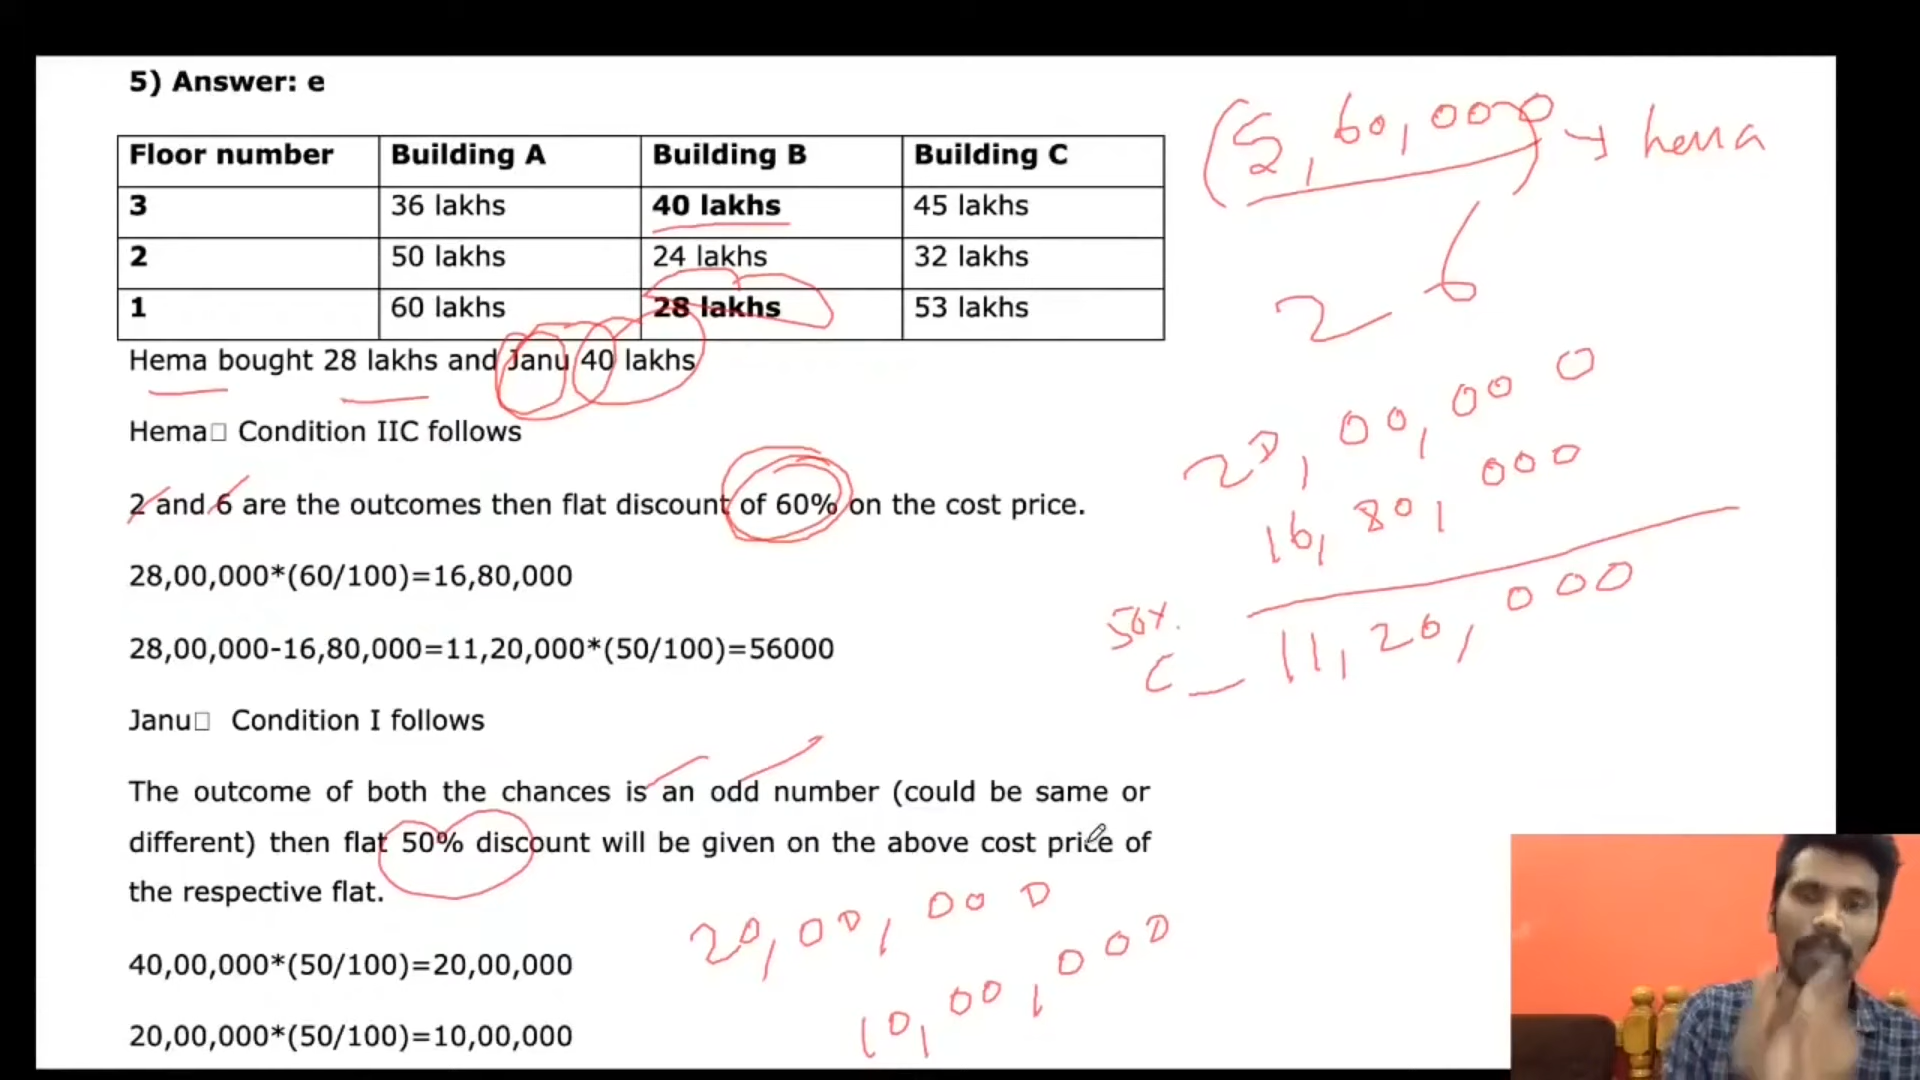 5) Answer: e
Floor number Building A Building B Building C
3 36 lakhs 40 lakhs 45 lakhs
2 50 lakhs 24 lakhs 32 lakhs
1 60 lakhs 28 lakhs 53 lakhs
Hema bought 28 lakhs and Janu 40 lakhs
Hema□ Condition IIC follows
2 and 6 are the outcomes then flat discount of 60% on the cost price.
28,00,000*(60/100)=16,80,000
28,00,000-16,80,000=11,20,000*(50/100)=56000
Janu□ Condition I follows
The outcome of both the chances is an odd number (could be same or
different) then flat 50% discount will be given on the above cost price of
the respective flat.
40,00,000*(50/100)=20,00,000
20,00,000*(50/100)=10,00,000
20,00,000
10,00,000
(5,60,000) → hema
2 6
16,80,000
50%
11,20,000